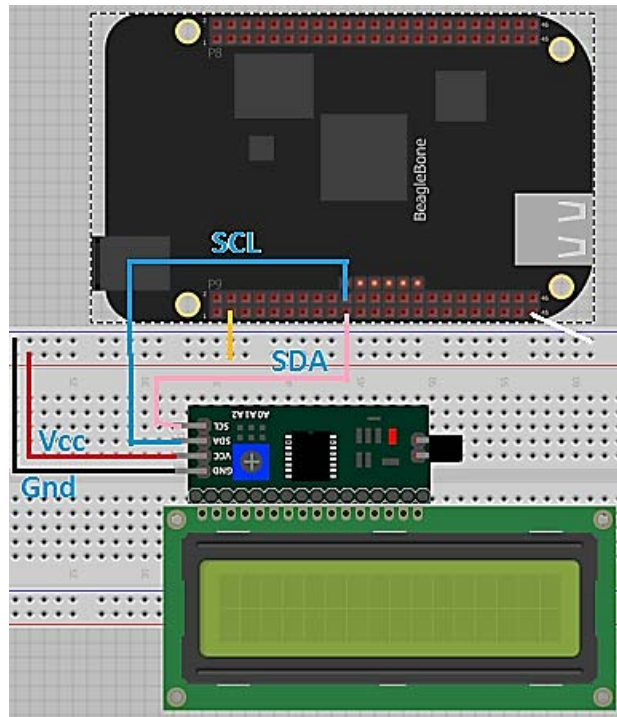 P8
BeagleBone
SCL
P9
SDA
A0 A1 A2
SCL
SDA
VCC
GND
Vcc
Gnd